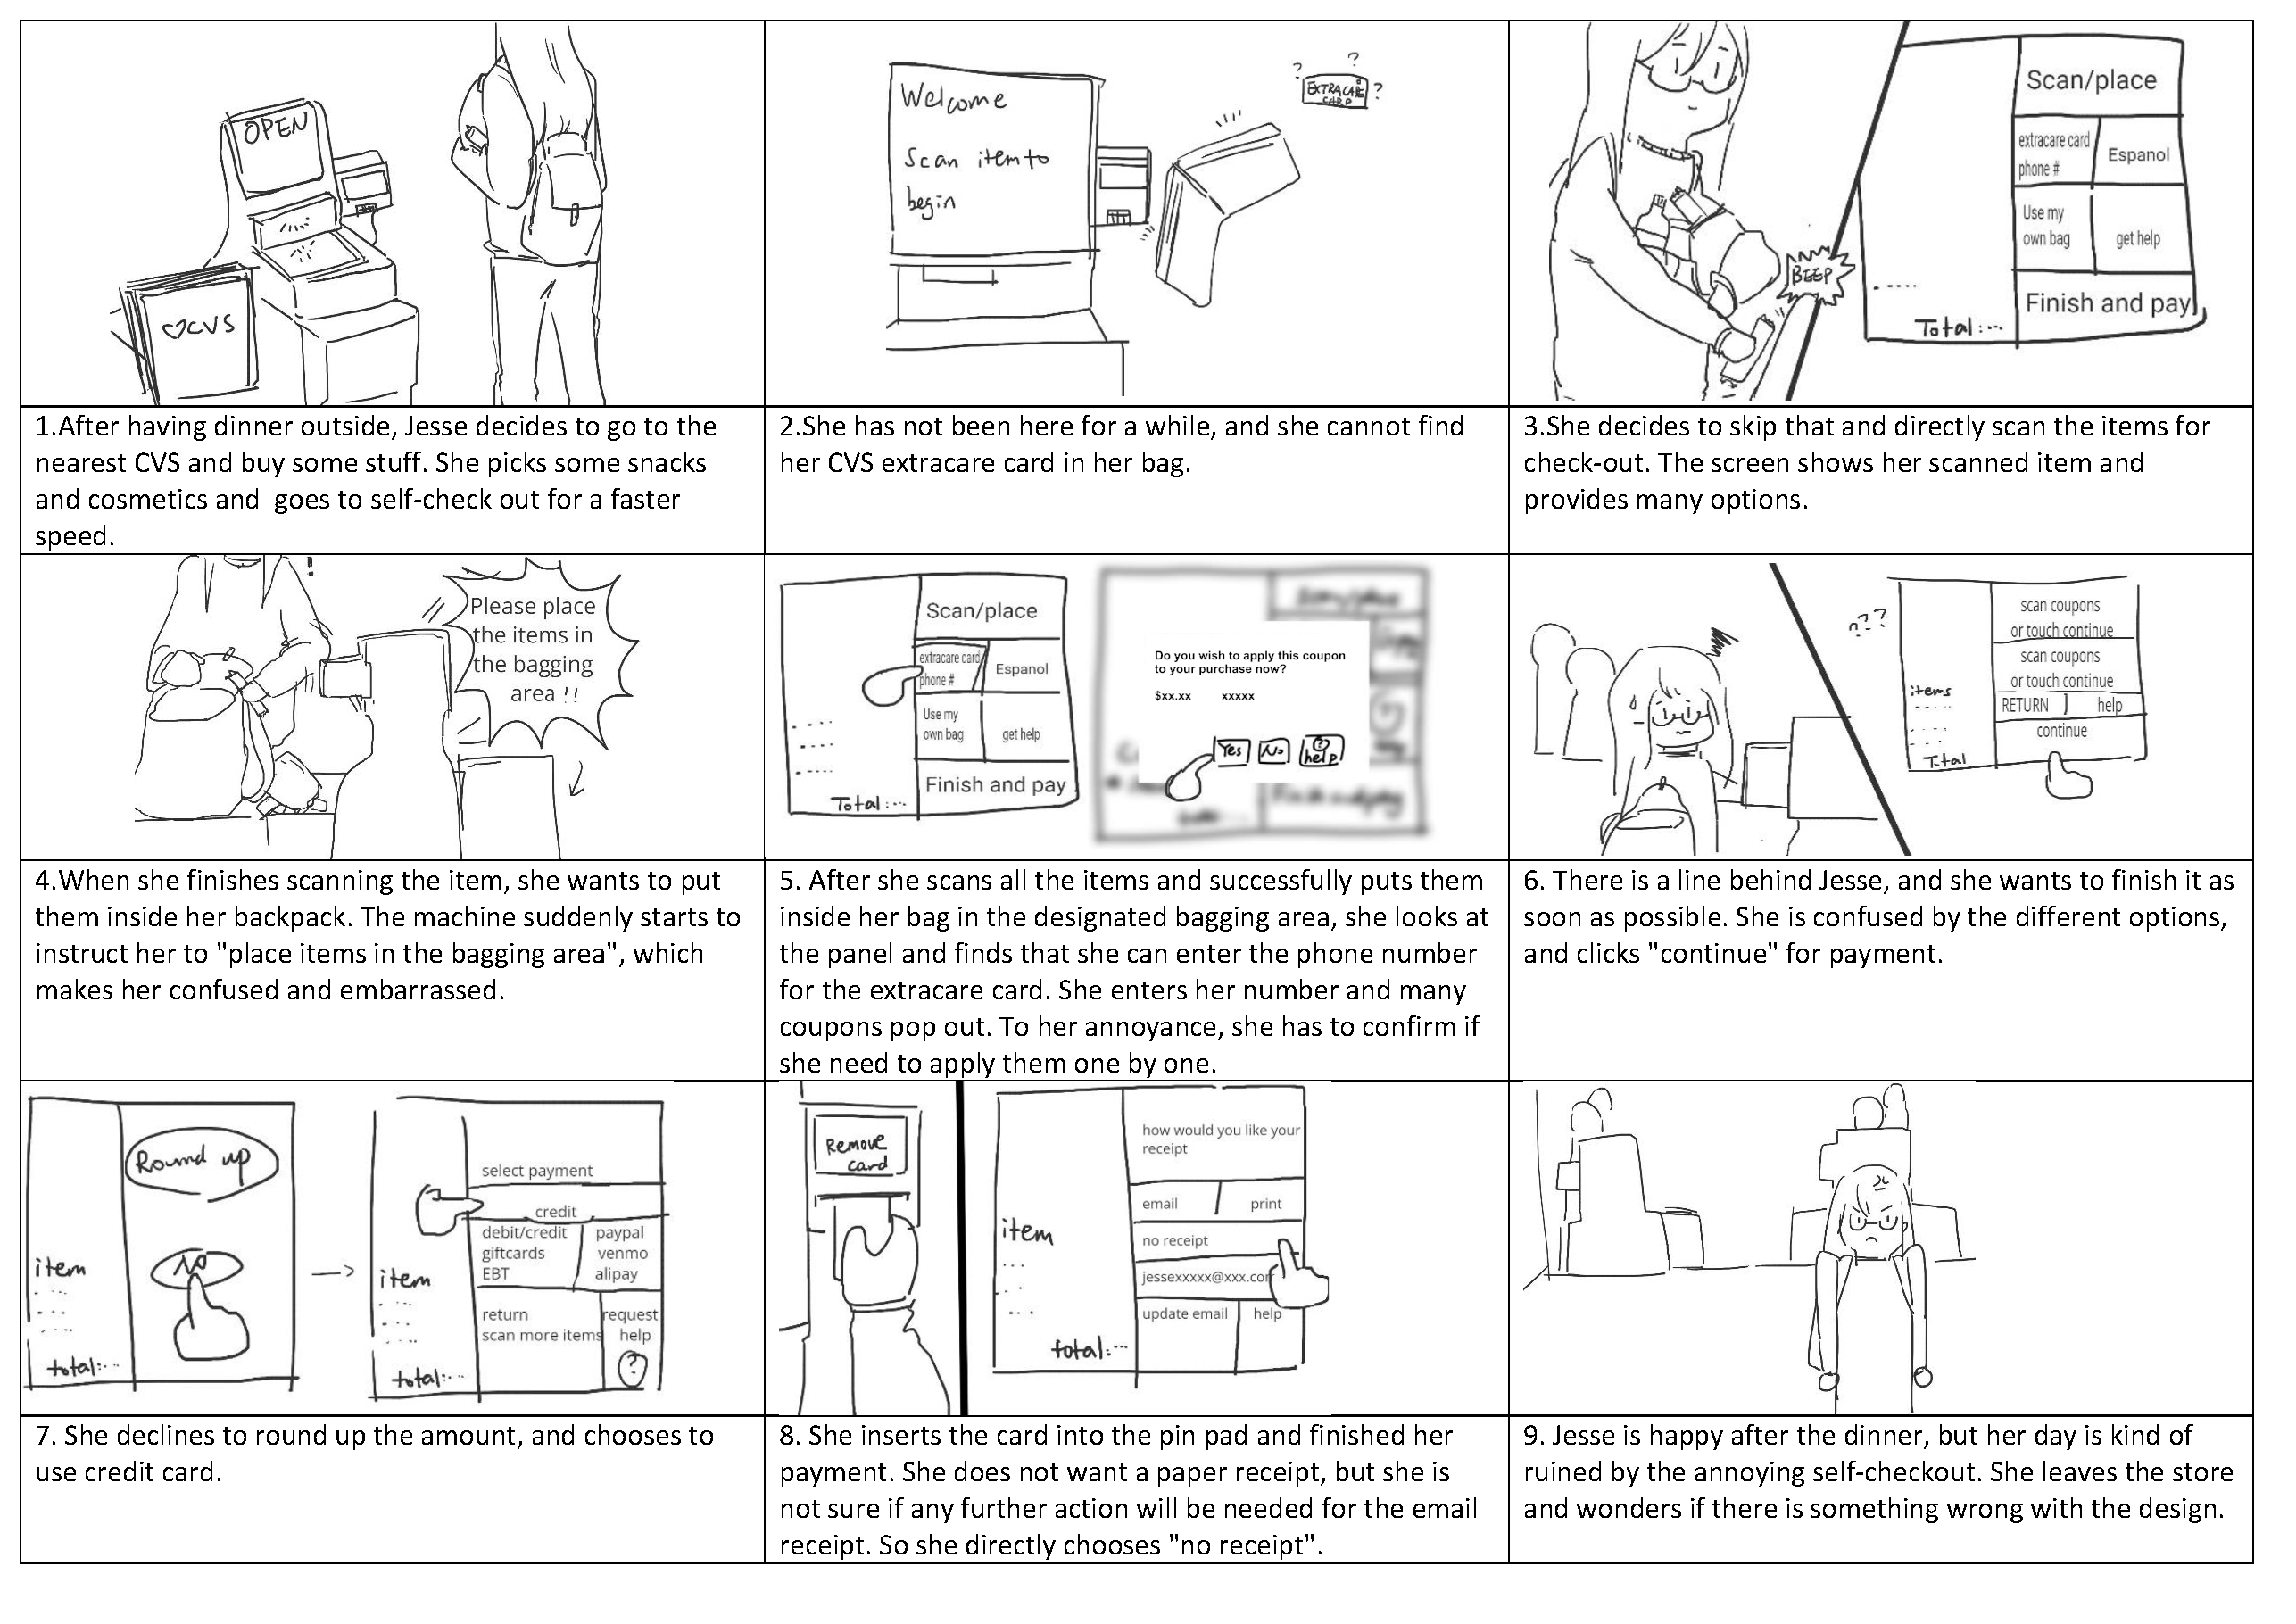 OPEN
♡CVS
1.After having dinner outside, Jesse decides to go to the
nearest CVS and buy some stuff. She picks some snacks
and cosmetics and  goes to self-check out for a faster
speed.
Welcome
Scan item to
begin
? ? ?
EXTRACARE
CARD
2.She has not been here for a while, and she cannot find
her CVS extracare card in her bag.
BEEP
Scan/place
extracare card
phone #
Espanol
Use my
own bag
get help
Finish and pay
Total:...
3.She decides to skip that and directly scan the items for
check-out. The screen shows her scanned item and
provides many options.
!
Please place
the items in
the bagging
area !!
4.When she finishes scanning the item, she wants to put
them inside her backpack. The machine suddenly starts to
instruct her to "place items in the bagging area", which
makes her confused and embarrassed.
Scan/place
extracare card
phone #
Espanol
Use my
own bag
get help
Finish and pay
Total:...
Scan/place
Do you wish to apply this coupon
to your purchase now?
$xx.xx xxxxx
Yes
No
? help
Finish and pay
5. After she scans all the items and successfully puts them
inside her bag in the designated bagging area, she looks at
the panel and finds that she can enter the phone number
for the extracare card. She enters her number and many
coupons pop out. To her annoyance, she has to confirm if
she need to apply them one by one.
???
scan coupons
or touch continue
scan coupons
or touch continue
RETURN
help
continue
items
Total
6. There is a line behind Jesse, and she wants to finish it as
soon as possible. She is confused by the different options,
and clicks "continue" for payment.
Round up
No
item
total:...
select payment
credit
debit/credit
giftcards
EBT
paypal
venmo
alipay
return
scan more items
request
help
?
item
total:...
7. She declines to round up the amount, and chooses to
use credit card.
Remove
card
how would you like your
receipt
email
print
no receipt
jessexxxxx@xxx.com
update email
help
item
total:...
8. She inserts the card into the pin pad and finished her
payment. She does not want a paper receipt, but she is
not sure if any further action will be needed for the email
receipt. So she directly chooses "no receipt".
9. Jesse is happy after the dinner, but her day is kind of
ruined by the annoying self-checkout. She leaves the store
and wonders if there is something wrong with the design.